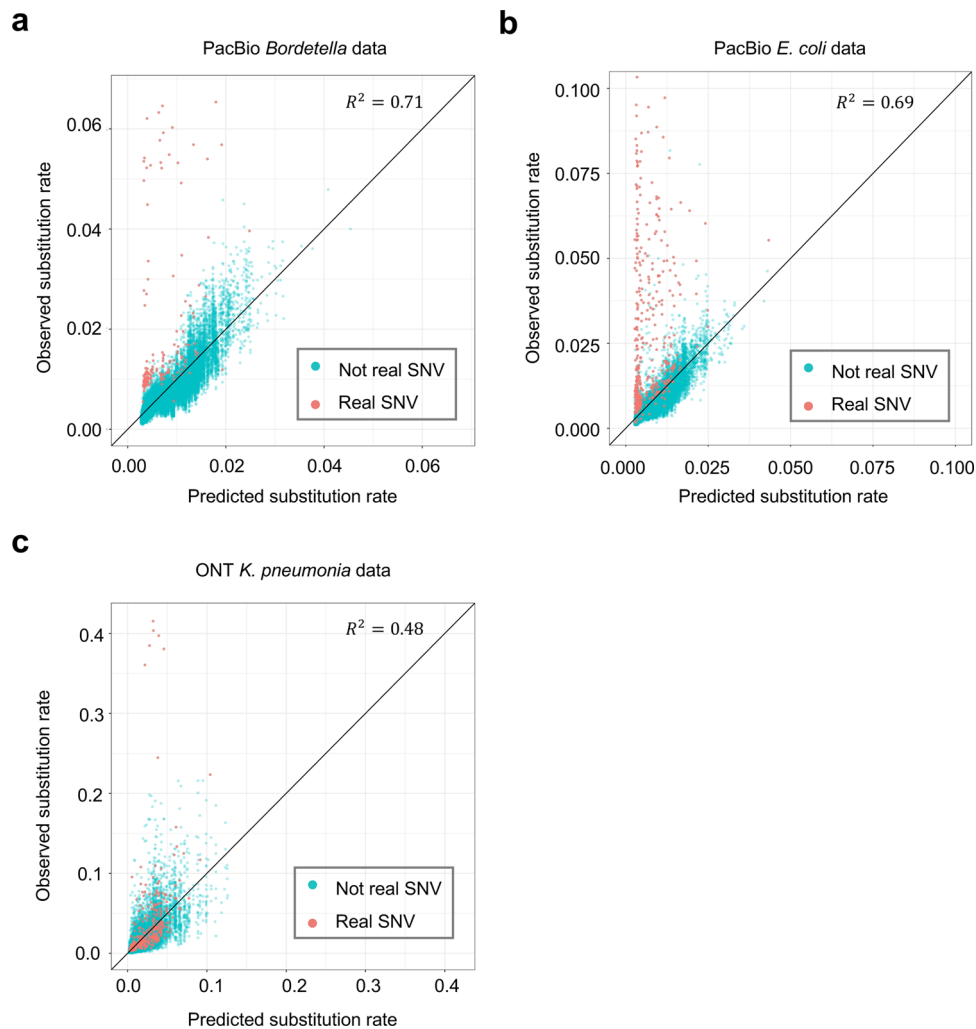 a
PacBio Bordetella data
R² = 0.71
Observed substitution rate
0.06
0.04
0.02
0.00
Not real SNV
Real SNV
0.00 0.02 0.04 0.06
Predicted substitution rate
b
PacBio E. coli data
R² = 0.69
Observed substitution rate
0.100
0.075
0.050
0.025
0.000
Not real SNV
Real SNV
0.000 0.025 0.050 0.075 0.100
Predicted substitution rate
c
ONT K. pneumonia data
R² = 0.48
Observed substitution rate
0.4
0.3
0.2
0.1
0.0
Not real SNV
Real SNV
0.0 0.1 0.2 0.3 0.4
Predicted substitution rate